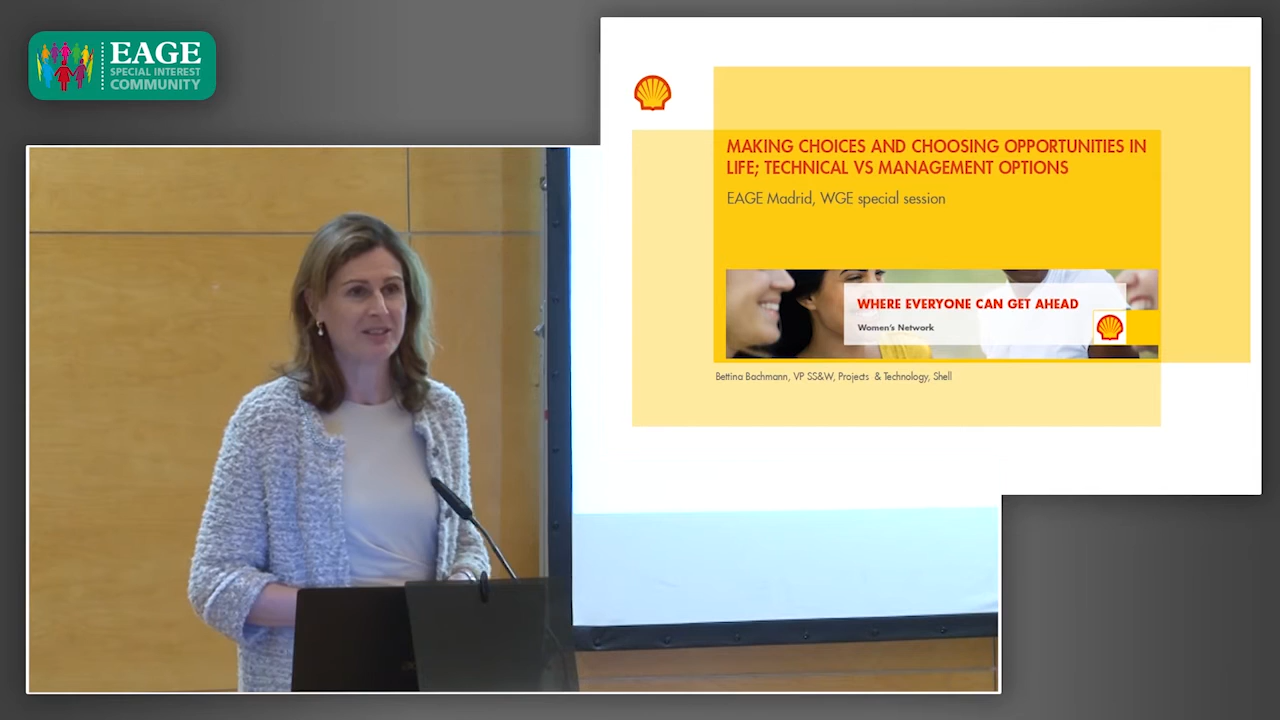 EAGE
SPECIAL INTEREST
COMMUNITY
MAKING CHOICES AND CHOOSING OPPORTUNITIES IN
LIFE; TECHNICAL VS MANAGEMENT OPTIONS
EAGE Madrid, WGE special session
WHERE EVERYONE CAN GET AHEAD
Women's Network
Bettina Bachmann, VP SS&W, Projects & Technology, Shell